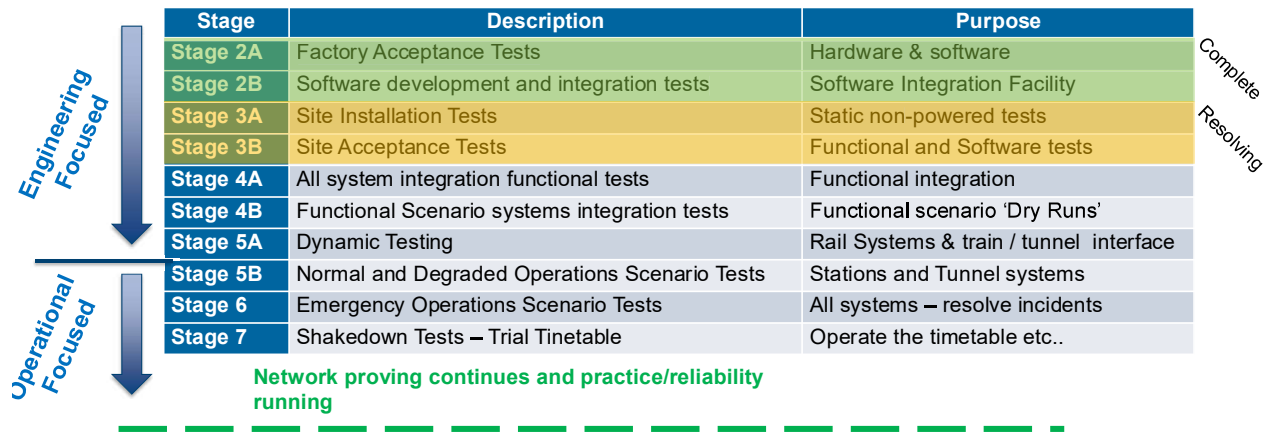 Stage Description Purpose
Stage 2A Factory Acceptance Tests Hardware & software
Stage 2B Software development and integration tests Software Integration Facility
Stage 3A Site Installation Tests Static non-powered tests
Stage 3B Site Acceptance Tests Functional and Software tests
Stage 4A All system integration functional tests Functional integration
Stage 4B Functional Scenario systems integration tests Functional scenario ‘Dry Runs’
Stage 5A Dynamic Testing Rail Systems & train / tunnel interface
Stage 5B Normal and Degraded Operations Scenario Tests Stations and Tunnel systems
Stage 6 Emergency Operations Scenario Tests All systems – resolve incidents
Stage 7 Shakedown Tests – Trial Tinetable Operate the timetable etc..
Complete
Resolving
Engineering
Focused
Operational
Focused
Network proving continues and practice/reliability
running